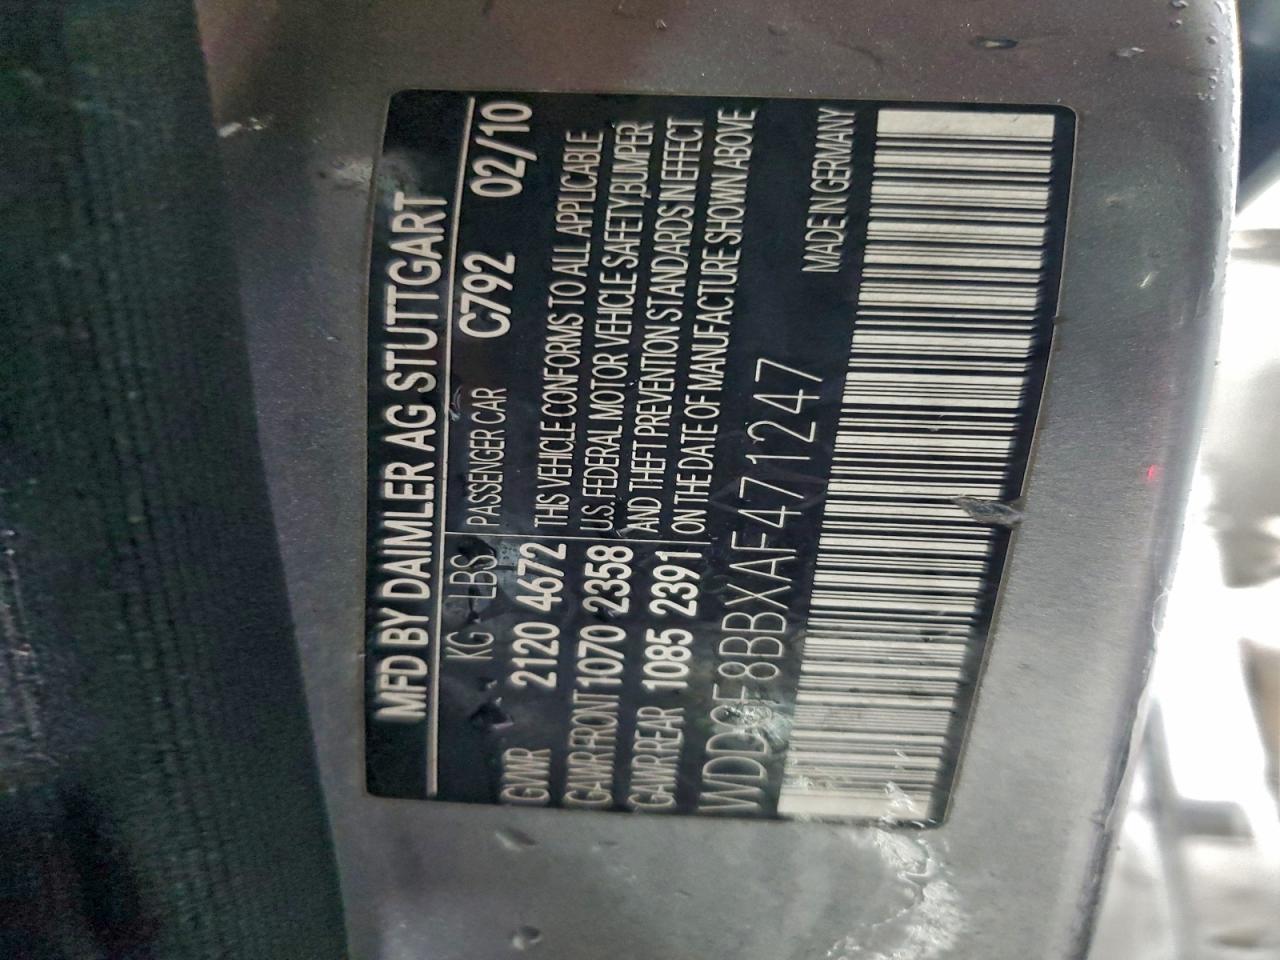 MFD BY DAIMLER AG STUTTGART
KG LBS PASSENGER CAR C792 02/10
GVWR 2120 4672
GAWR FRONT 1070 2358
GAWR REAR 1085 2391
THIS VEHICLE CONFORMS TO ALL APPLICABLE
U.S. FEDERAL MOTOR VEHICLE SAFETY, BUMPER
AND THEFT PREVENTION STANDARDS IN EFFECT
ON THE DATE OF MANUFACTURE SHOWN ABOVE
WDDGF8BBXAF471247
MADE IN GERMANY